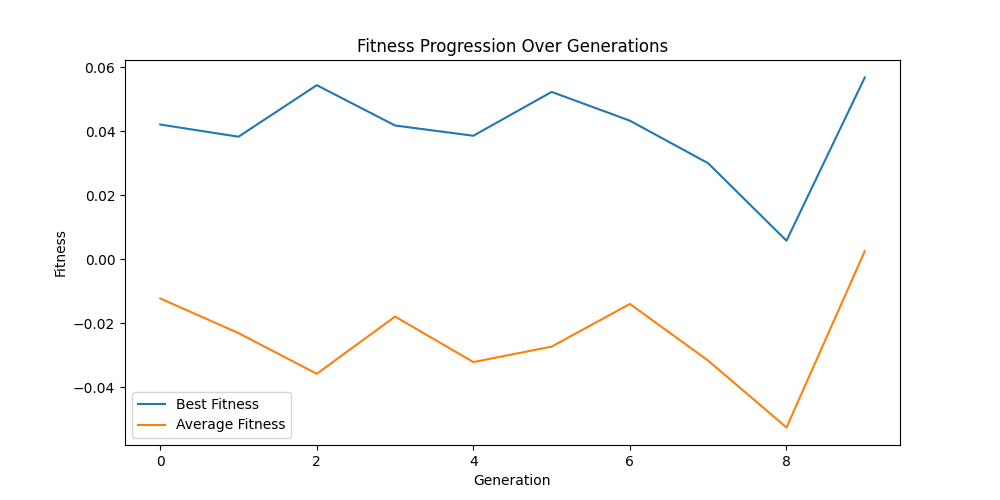 Fitness Progression Over Generations
0.06
0.04
0.02
0.00
−0.02
−0.04
Fitness
Best Fitness
Average Fitness
0 2 4 6 8
Generation